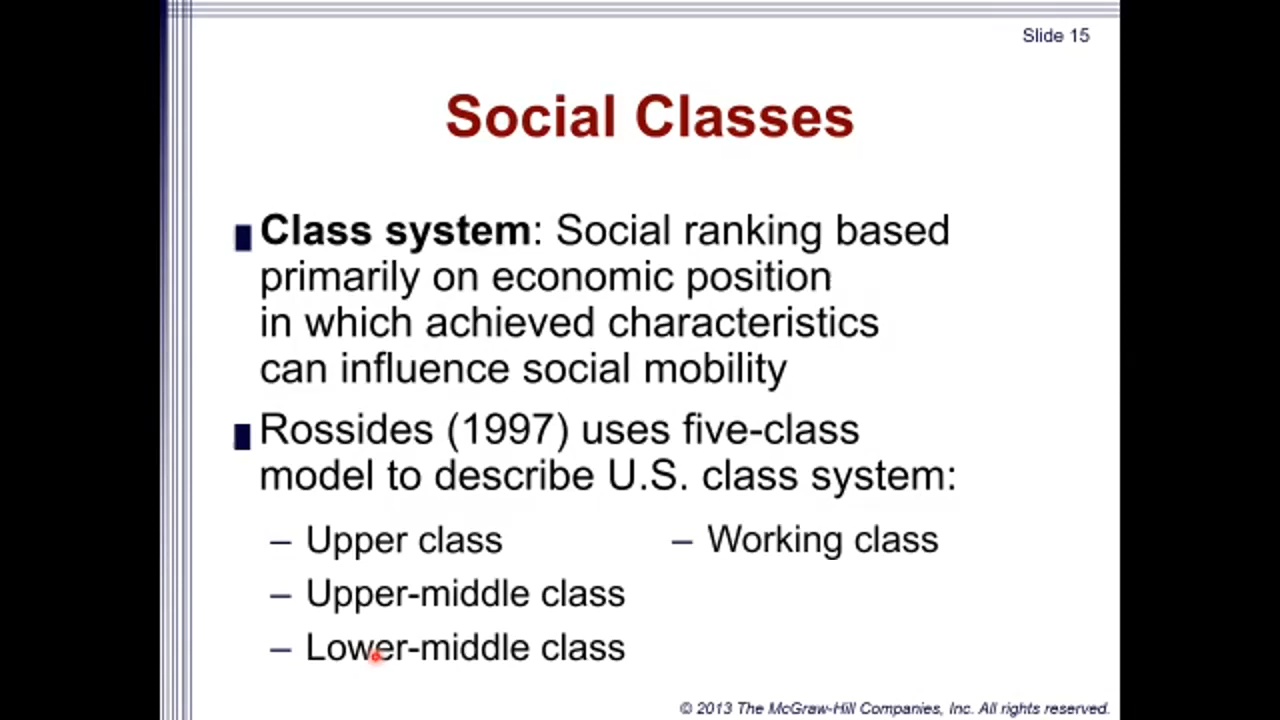 Slide 15
Social Classes
Class system: Social ranking based
primarily on economic position
in which achieved characteristics
can influence social mobility
Rossides (1997) uses five-class
model to describe U.S. class system:
– Upper class
– Upper-middle class
– Lower-middle class
– Working class
© 2013 The McGraw-Hill Companies, Inc. All rights reserved.